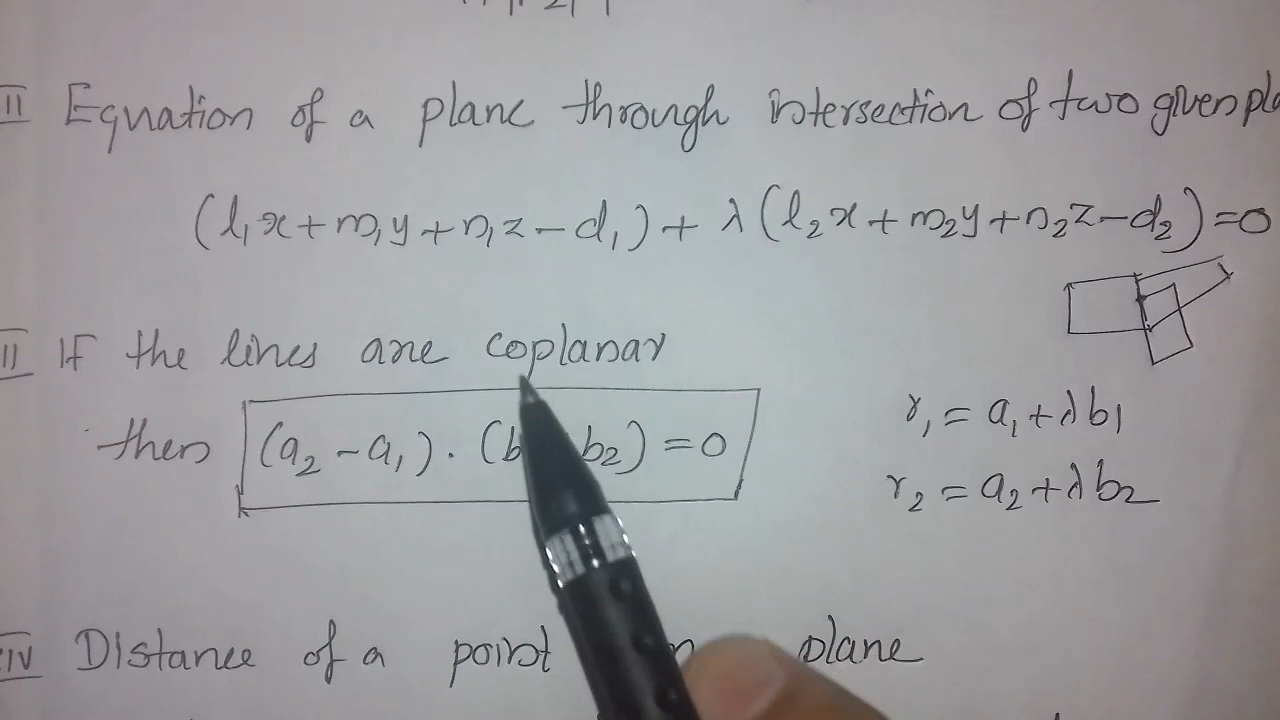 II Equation of a plane through intersection of two given pla
(l₁x + m₁y + n₁z - d₁) + λ(l₂x + m₂y + n₂z - d₂) = 0
II If the lines are coplanar
then (a₂ - a₁) . (b b₂) = 0
r₁ = a₁ + λb₁
r₂ = a₂ + λb₂
IV Distance of a point plane